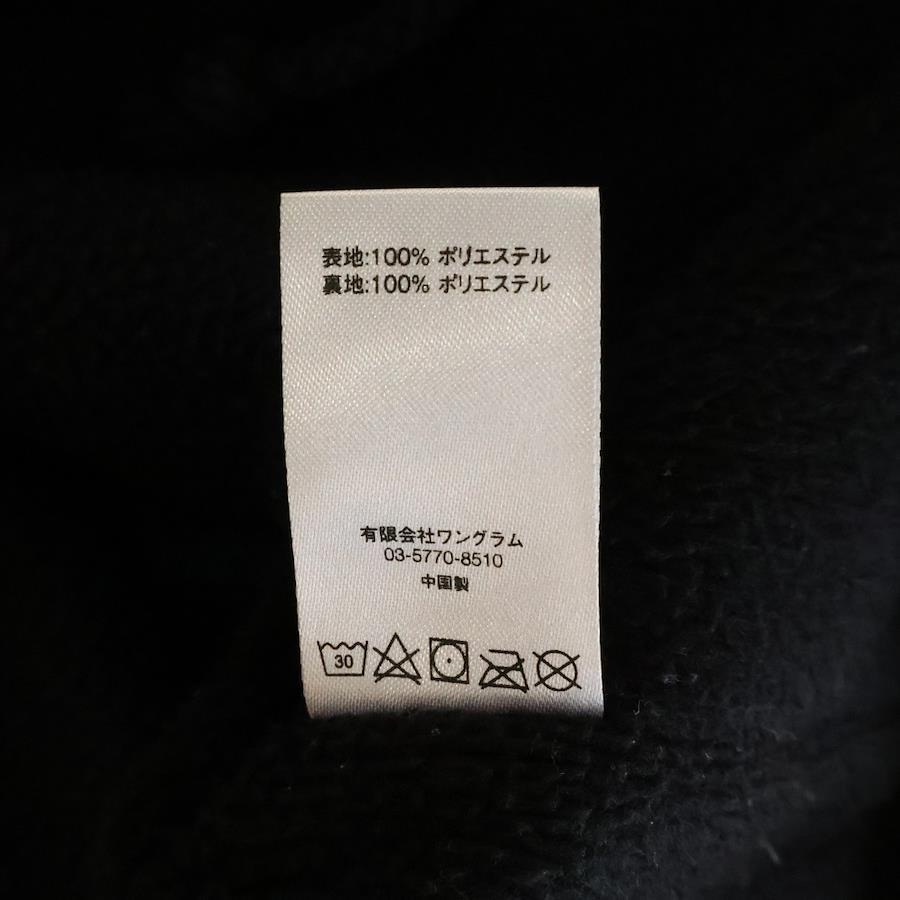 表地:100% ポリエステル
裏地:100% ポリエステル
有限会社ワングラム
03-5770-8510
中国製
30